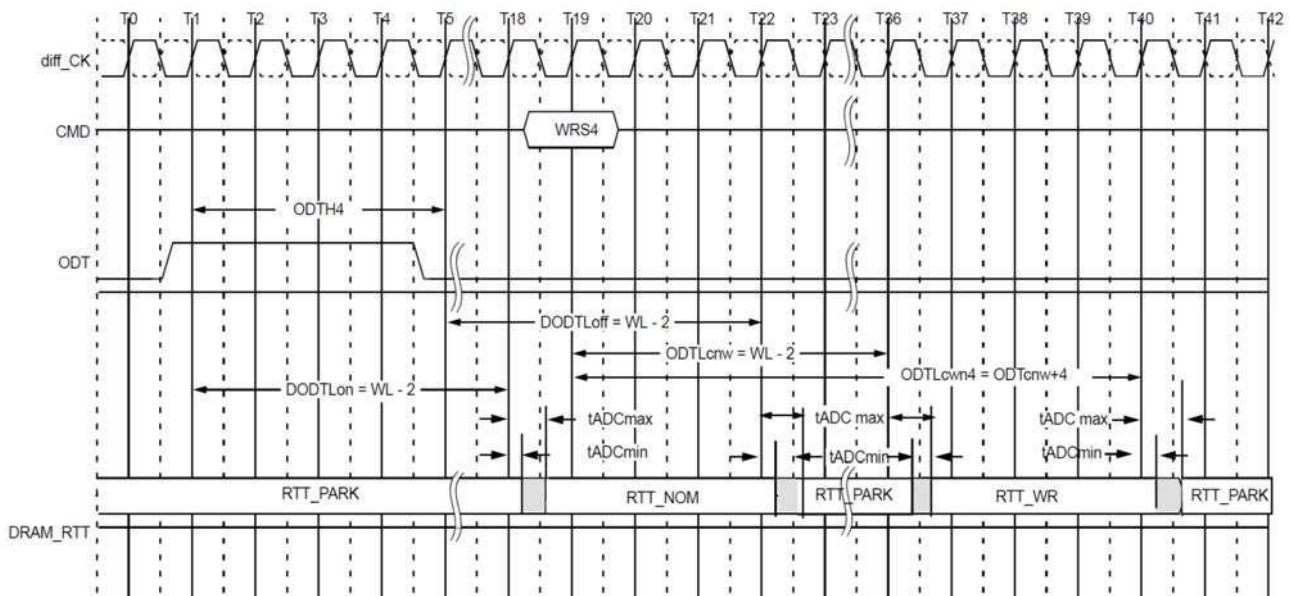 T0 T1 T2 T3 T4 T5 T18 T19 T20 T21 T22 T23 T36 T37 T38 T39 T40 T41 T42
diff_CK
CMD WRS4
ODTH4
ODT
DODTLoff = WL - 2
ODTLcnw = WL - 2
ODTLcwn4 = ODTcnw+4
DODTLon = WL - 2
tADCmax tADC max tADC max
tADCmin tADCmin tADCmin
RTT_PARK RTT_NOM RTT_PARK RTT_WR RTT_PARK
DRAM_RTT